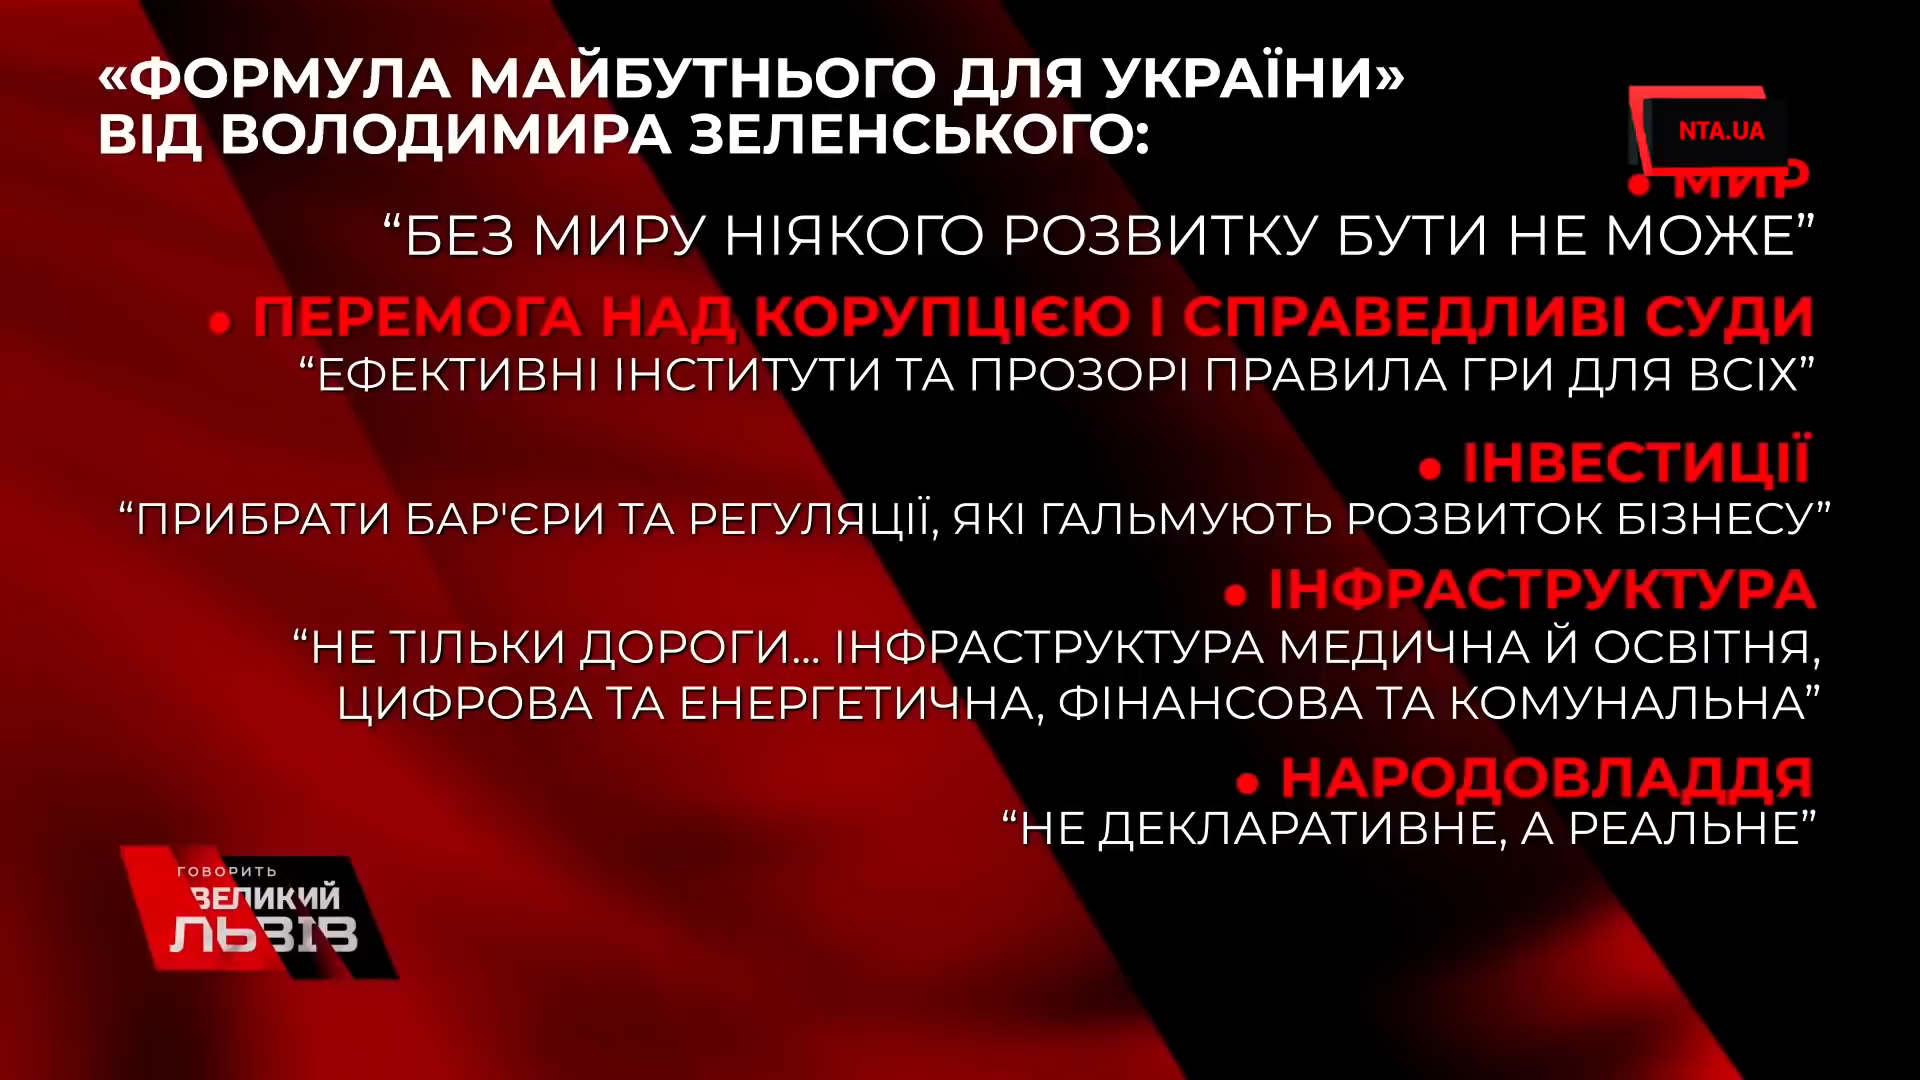 «ФОРМУЛА МАЙБУТНЬОГО ДЛЯ УКРАЇНИ»
ВІД ВОЛОДИМИРА ЗЕЛЕНСЬКОГО:
NTA.UA
• МИР
“БЕЗ МИРУ НІЯКОГО РОЗВИТКУ БУТИ НЕ МОЖЕ”
• ПЕРЕМОГА НАД КОРУПЦІЄЮ І СПРАВЕДЛИВІ СУДИ
“ЕФЕКТИВНІ ІНСТИТУТИ ТА ПРОЗОРІ ПРАВИЛА ГРИ ДЛЯ ВСІХ”
• ІНВЕСТИЦІЇ
“ПРИБРАТИ БАР'ЄРИ ТА РЕГУЛЯЦІЇ, ЯКІ ГАЛЬМУЮТЬ РОЗВИТОК БІЗНЕСУ”
• ІНФРАСТРУКТУРА
“НЕ ТІЛЬКИ ДОРОГИ... ІНФРАСТРУКТУРА МЕДИЧНА Й ОСВІТНЯ,
ЦИФРОВА ТА ЕНЕРГЕТИЧНА, ФІНАНСОВА ТА КОМУНАЛЬНА”
• НАРОДОВЛАДДЯ
“НЕ ДЕКЛАРАТИВНЕ, А РЕАЛЬНЕ”
ГОВОРИТЬ
ВЕЛИКИЙ
ЛЬВІВ